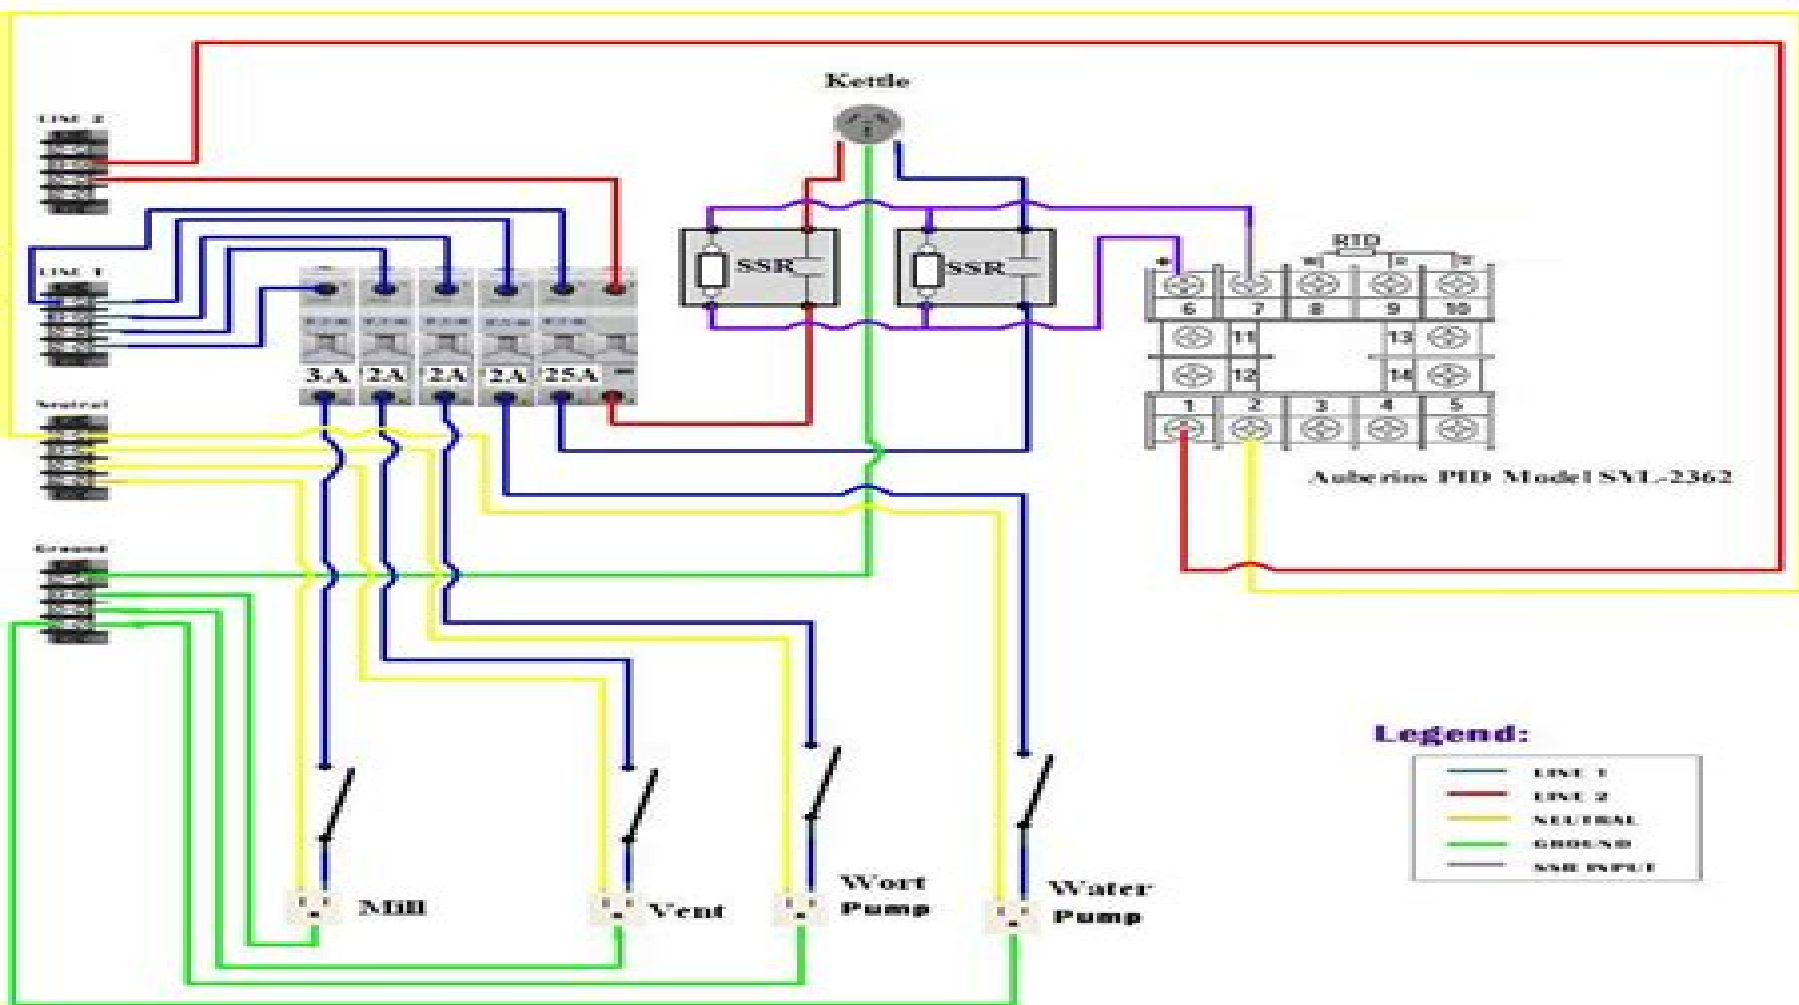 Kettle
LINE 2
LINE 1
RTD
SSR
SSR
6 7 8 9 10
11 13
3A 2A 2A 2A 25A
12 14
Neutral
1 2 3 4 5
Auberins PID Model SYL-2362
Ground
Legend:
LINE 1
LINE 2
NEUTRAL
GROUND
SSR INPUT
Mill
Vent
Wort
Pump
Water
Pump